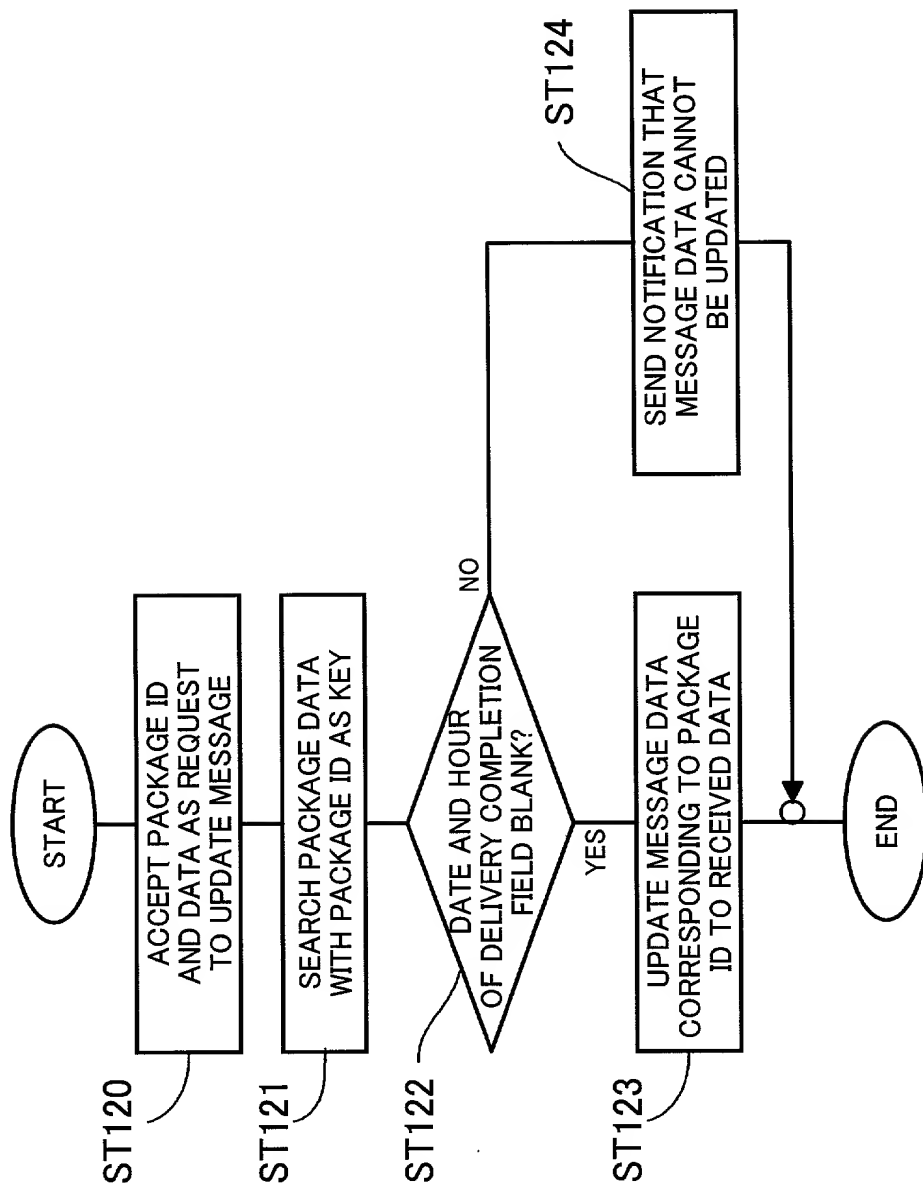 START
ST120
ACCEPT PACKAGE ID
AND DATA AS REQUEST
TO UPDATE MESSAGE
ST121
SEARCH PACKAGE DATA
WITH PACKAGE ID AS KEY
ST122
DATE AND HOUR
OF DELIVERY COMPLETION
FIELD BLANK?
NO
YES
ST123
UPDATE MESSAGE DATA
CORRESPONDING TO PACKAGE
ID TO RECEIVED DATA
ST124
SEND NOTIFICATION THAT
MESSAGE DATA CANNOT
BE UPDATED
END